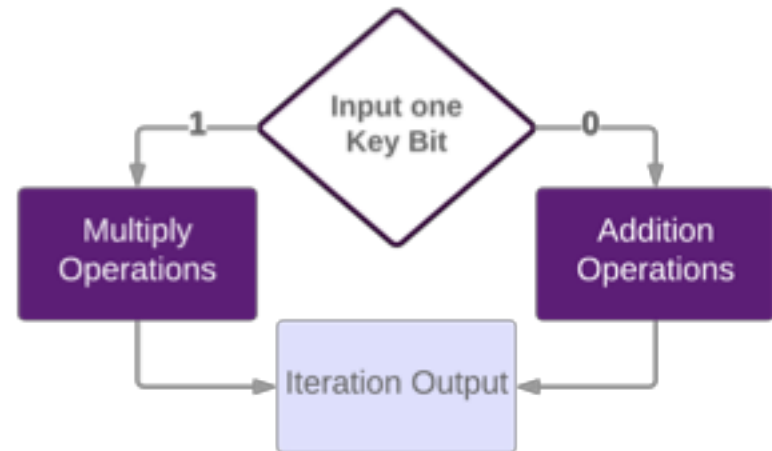 Input one
Key Bit
1
0
Multiply
Operations
Addition
Operations
Iteration Output